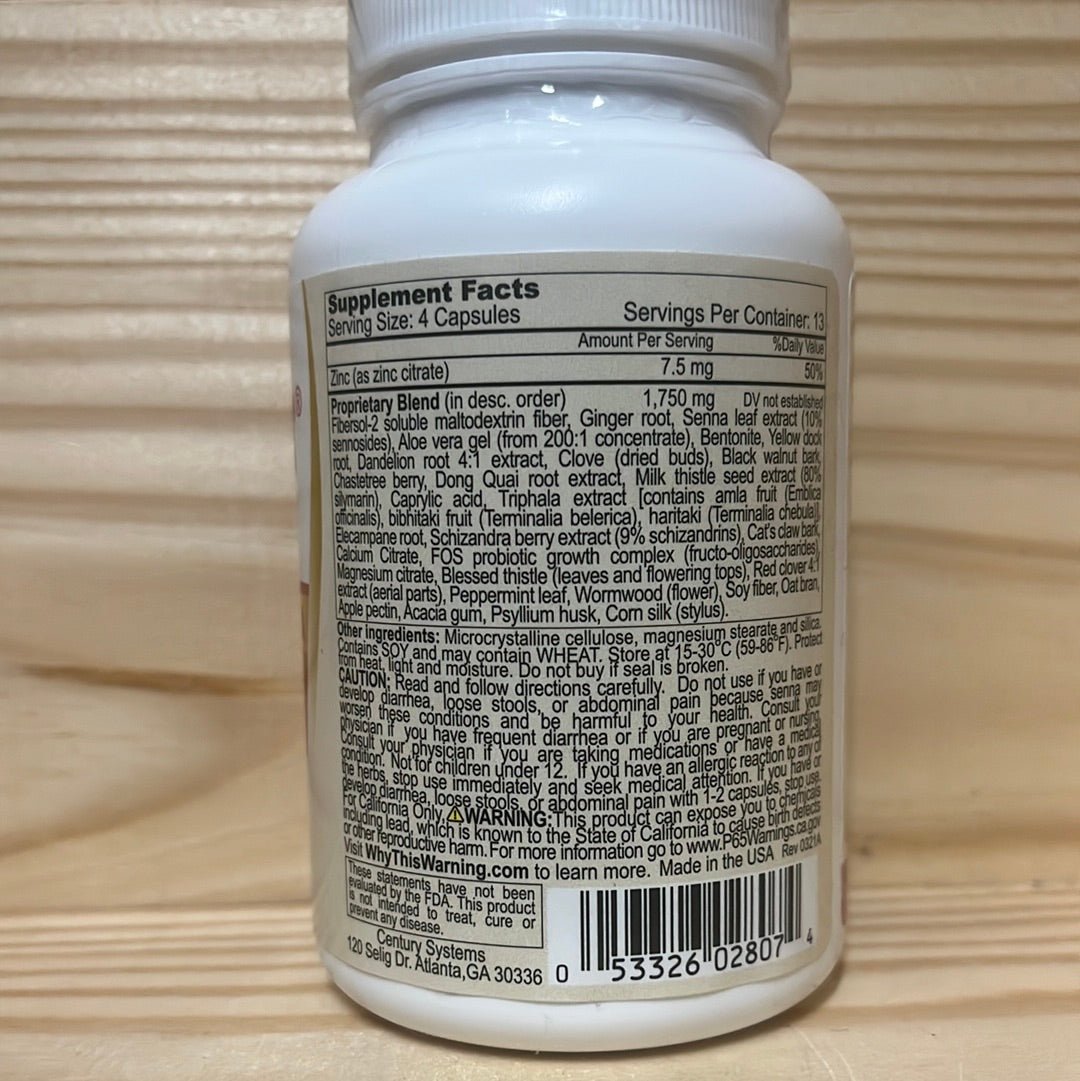 Supplement Facts
Serving Size: 4 Capsules Servings Per Container: 13
Amount Per Serving %Daily Value
Zinc (as zinc citrate) 7.5 mg 50%
Proprietary Blend (in desc. order) 1,750 mg DV not established
Fibersol-2 soluble maltodextrin fiber, Ginger root, Senna leaf extract (10%
sennosides), Aloe vera gel (from 200:1 concentrate), Bentonite, Yellow dock
root, Dandelion root 4:1 extract, Clove (dried buds), Black walnut bark,
Chastetree berry, Dong Quai root extract, Milk thistle seed extract (80%
silymarin), Caprylic acid, Triphala extract [contains amla fruit (Emblica
officinalis), bibhitaki fruit (Terminalia belerica), haritaki (Terminalia chebula)],
Elecampane root, Schizandra berry extract (9% schizandrins), Cat's claw bark,
Calcium Citrate, FOS probiotic growth complex (fructo-oligosaccharides),
Magnesium citrate, Blessed thistle (leaves and flowering tops), Red clover 4:1
extract (aerial parts), Peppermint leaf, Wormwood (flower), Soy fiber, Oat bran,
Apple pectin, Acacia gum, Psyllium husk, Corn silk (stylus).
Other ingredients: Microcrystalline cellulose, magnesium stearate and silica.
Contains SOY and may contain WHEAT. Store at 15-30°C (59-86°F). Protect
from heat, light and moisture. Do not buy if seal is broken.
CAUTION: Read and follow directions carefully. Do not use if you have or
develop diarrhea, loose stools, or abdominal pain because senna may
worsen these conditions and be harmful to your health. Consult your
physician if you have frequent diarrhea or if you are pregnant or nursing.
Consult your physician if you are taking medications or have a medical
condition. Not for children under 12. If you have an allergic reaction to any of
the herbs, stop use immediately and seek medical attention. If you have or
develop diarrhea, loose stools, or abdominal pain with 1-2 capsules, stop use.
For California Only, ⚠WARNING: This product can expose you to chemicals
including lead, which is known to the State of California to cause birth defects
or other reproductive harm. For more information go to www.P65Warnings.ca.gov
Visit WhyThisWarning.com to learn more. Made in the USA Rev 0321A
These statements have not been
evaluated by the FDA. This product
is not intended to treat, cure or
prevent any disease.
Century Systems
120 Selig Dr. Atlanta, GA 30336
0 53326 02807 4
®